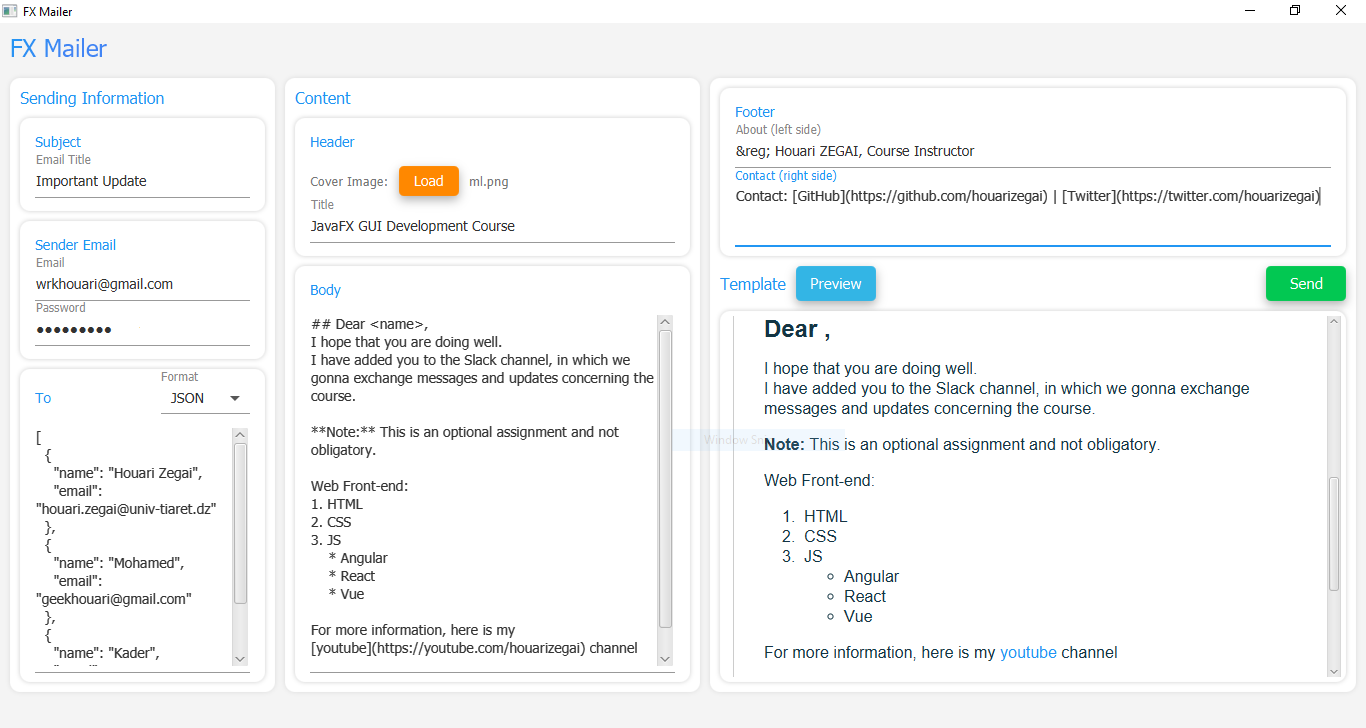 FX Mailer
FX Mailer
Sending Information
Subject
Email Title
Important Update
Sender Email
Email
wrkhouari@gmail.com
Password
●●●●●●●●●
To
Format
JSON
[
{
"name": "Houari Zegai",
"email":
"houari.zegai@univ-tiaret.dz"
},
{
"name": "Mohamed",
"email":
"geekhouari@gmail.com"
},
{
"name": "Kader",
Content
Header
Cover Image: Load ml.png
Title
JavaFX GUI Development Course
Body
## Dear <name>,
I hope that you are doing well.
I have added you to the Slack channel, in which we
gonna exchange messages and updates concerning the
course.
**Note:** This is an optional assignment and not
obligatory.
Web Front-end:
1. HTML
2. CSS
3. JS
* Angular
* React
* Vue
For more information, here is my
[youtube](https://youtube.com/houarizegai) channel
Footer
About (left side)
&reg; Houari ZEGAI, Course Instructor
Contact (right side)
Contact: [GitHub](https://github.com/houarizegai) | [Twitter](https://twitter.com/houarizegai)
Template Preview Send
Dear ,
I hope that you are doing well.
I have added you to the Slack channel, in which we gonna exchange
messages and updates concerning the course.
Window
Note: This is an optional assignment and not obligatory.
Web Front-end:
1. HTML
2. CSS
3. JS
Angular
React
Vue
For more information, here is my youtube channel